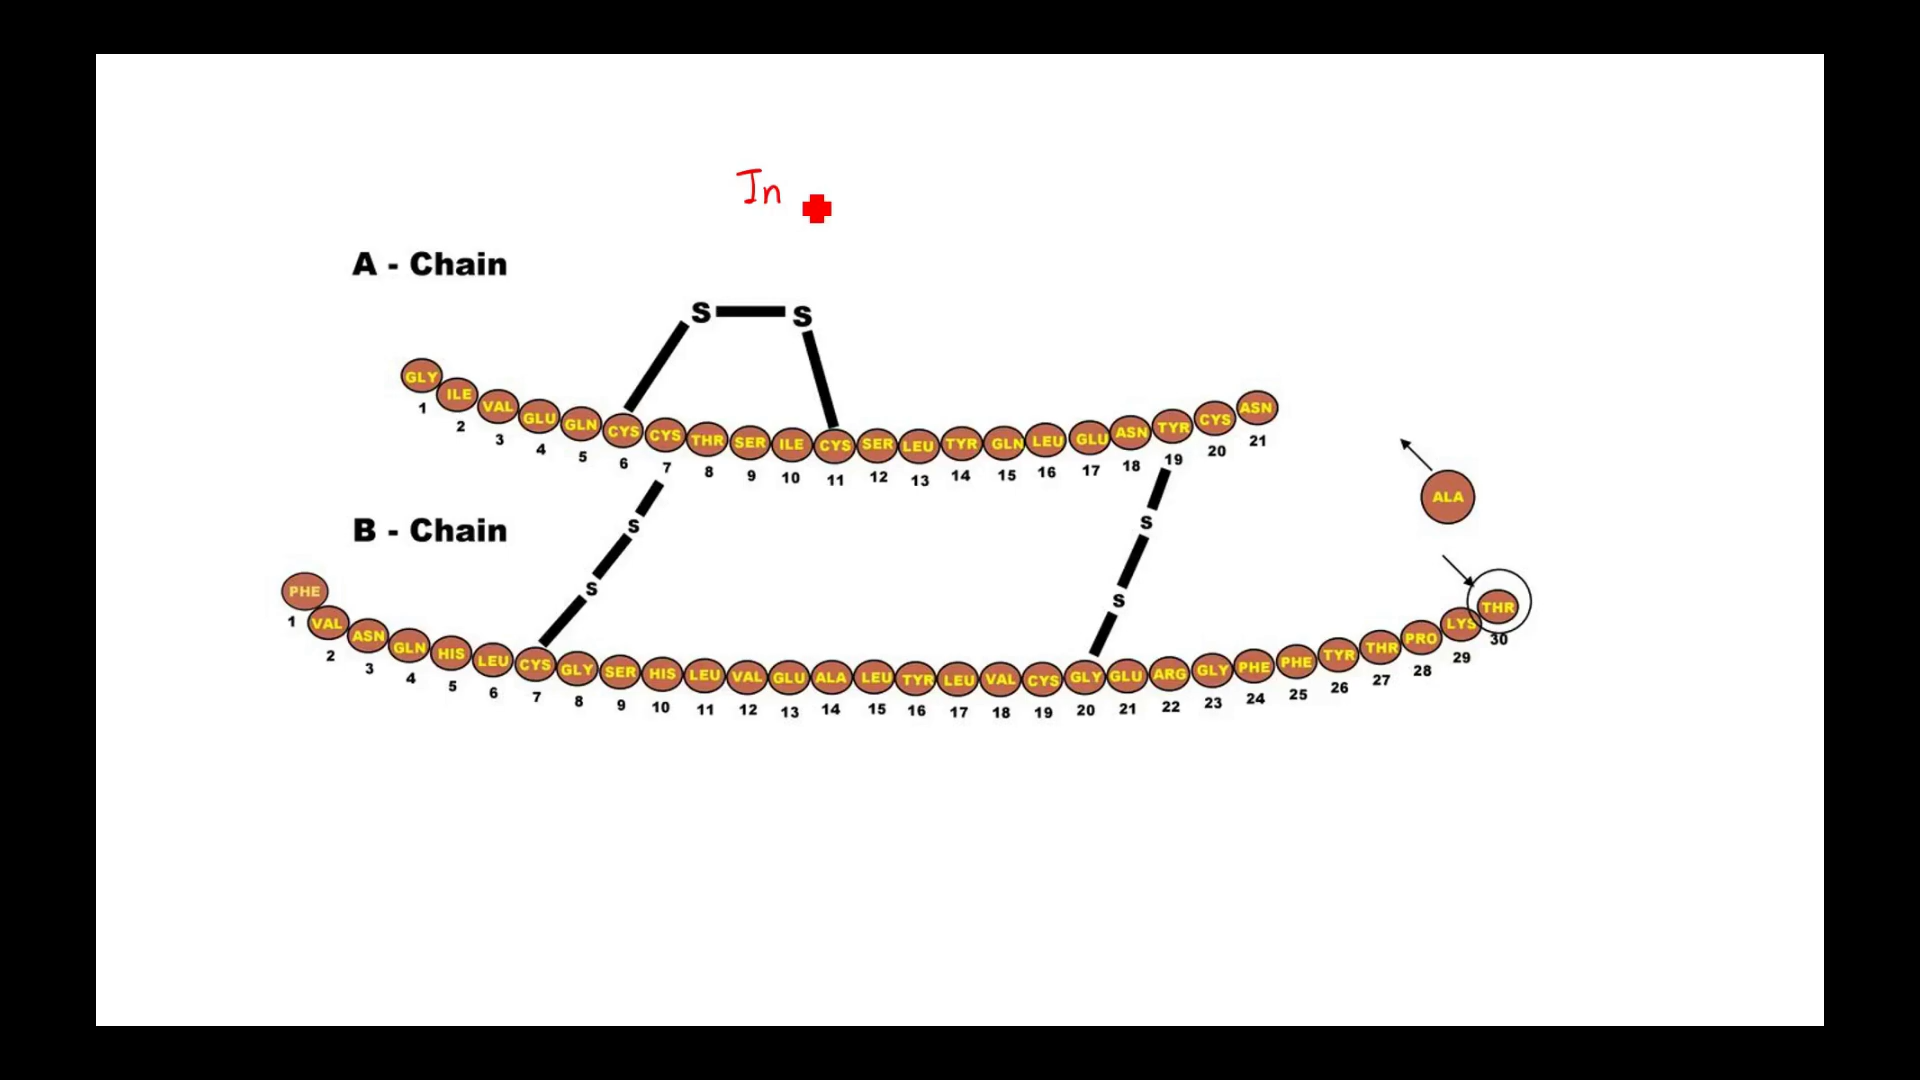 In
A - Chain
S S
GLY ILE VAL GLU GLN CYS CYS THR SER ILE CYS SER LEU TYR GLN LEU GLU ASN TYR CYS ASN
1 2 3 4 5 6 7 8 9 10 11 12 13 14 15 16 17 18 19 20 21
ALA
S S
B - Chain
S S
PHE VAL ASN GLN HIS LEU CYS GLY SER HIS LEU VAL GLU ALA LEU TYR LEU VAL CYS GLY GLU ARG GLY PHE PHE TYR THR PRO LYS THR
1 2 3 4 5 6 7 8 9 10 11 12 13 14 15 16 17 18 19 20 21 22 23 24 25 26 27 28 29 30